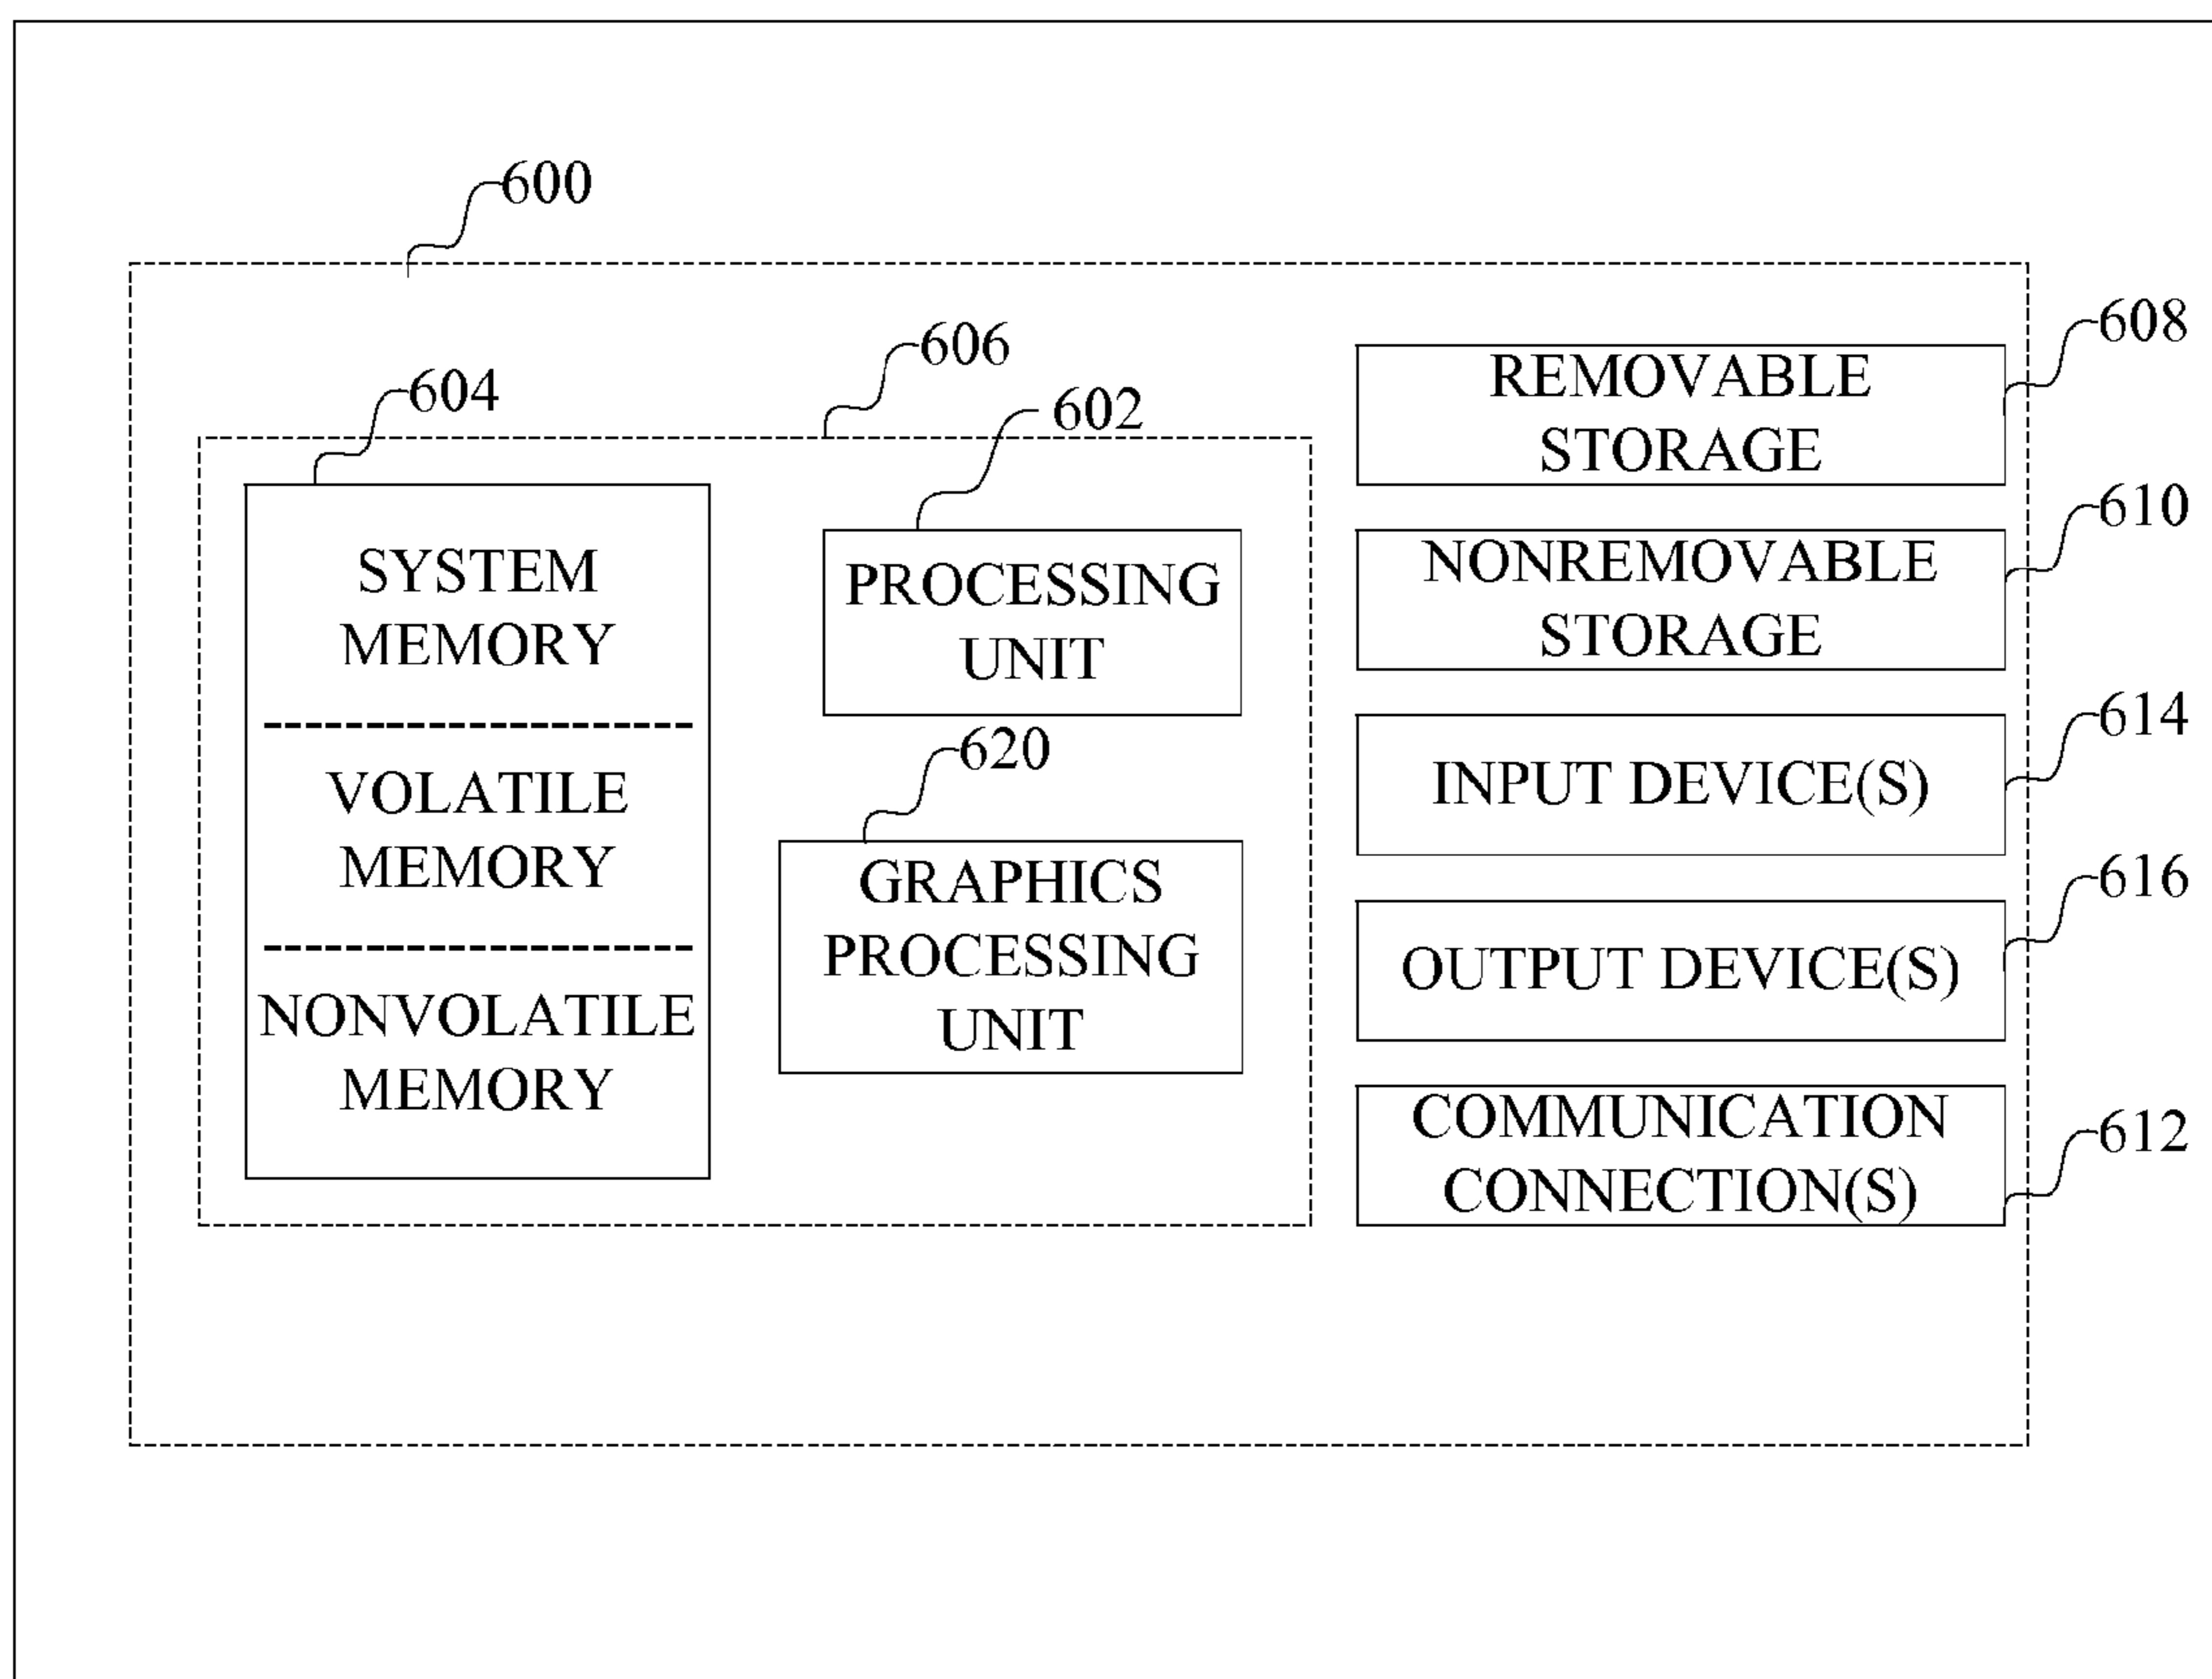 600
606
604
602
608
REMOVABLE
STORAGE
610
SYSTEM
MEMORY
PROCESSING
UNIT
NONREMOVABLE
STORAGE
614
620
VOLATILE
MEMORY
INPUT DEVICE(S)
616
GRAPHICS
PROCESSING
UNIT
OUTPUT DEVICE(S)
NONVOLATILE
MEMORY
612
COMMUNICATION
CONNECTION(S)